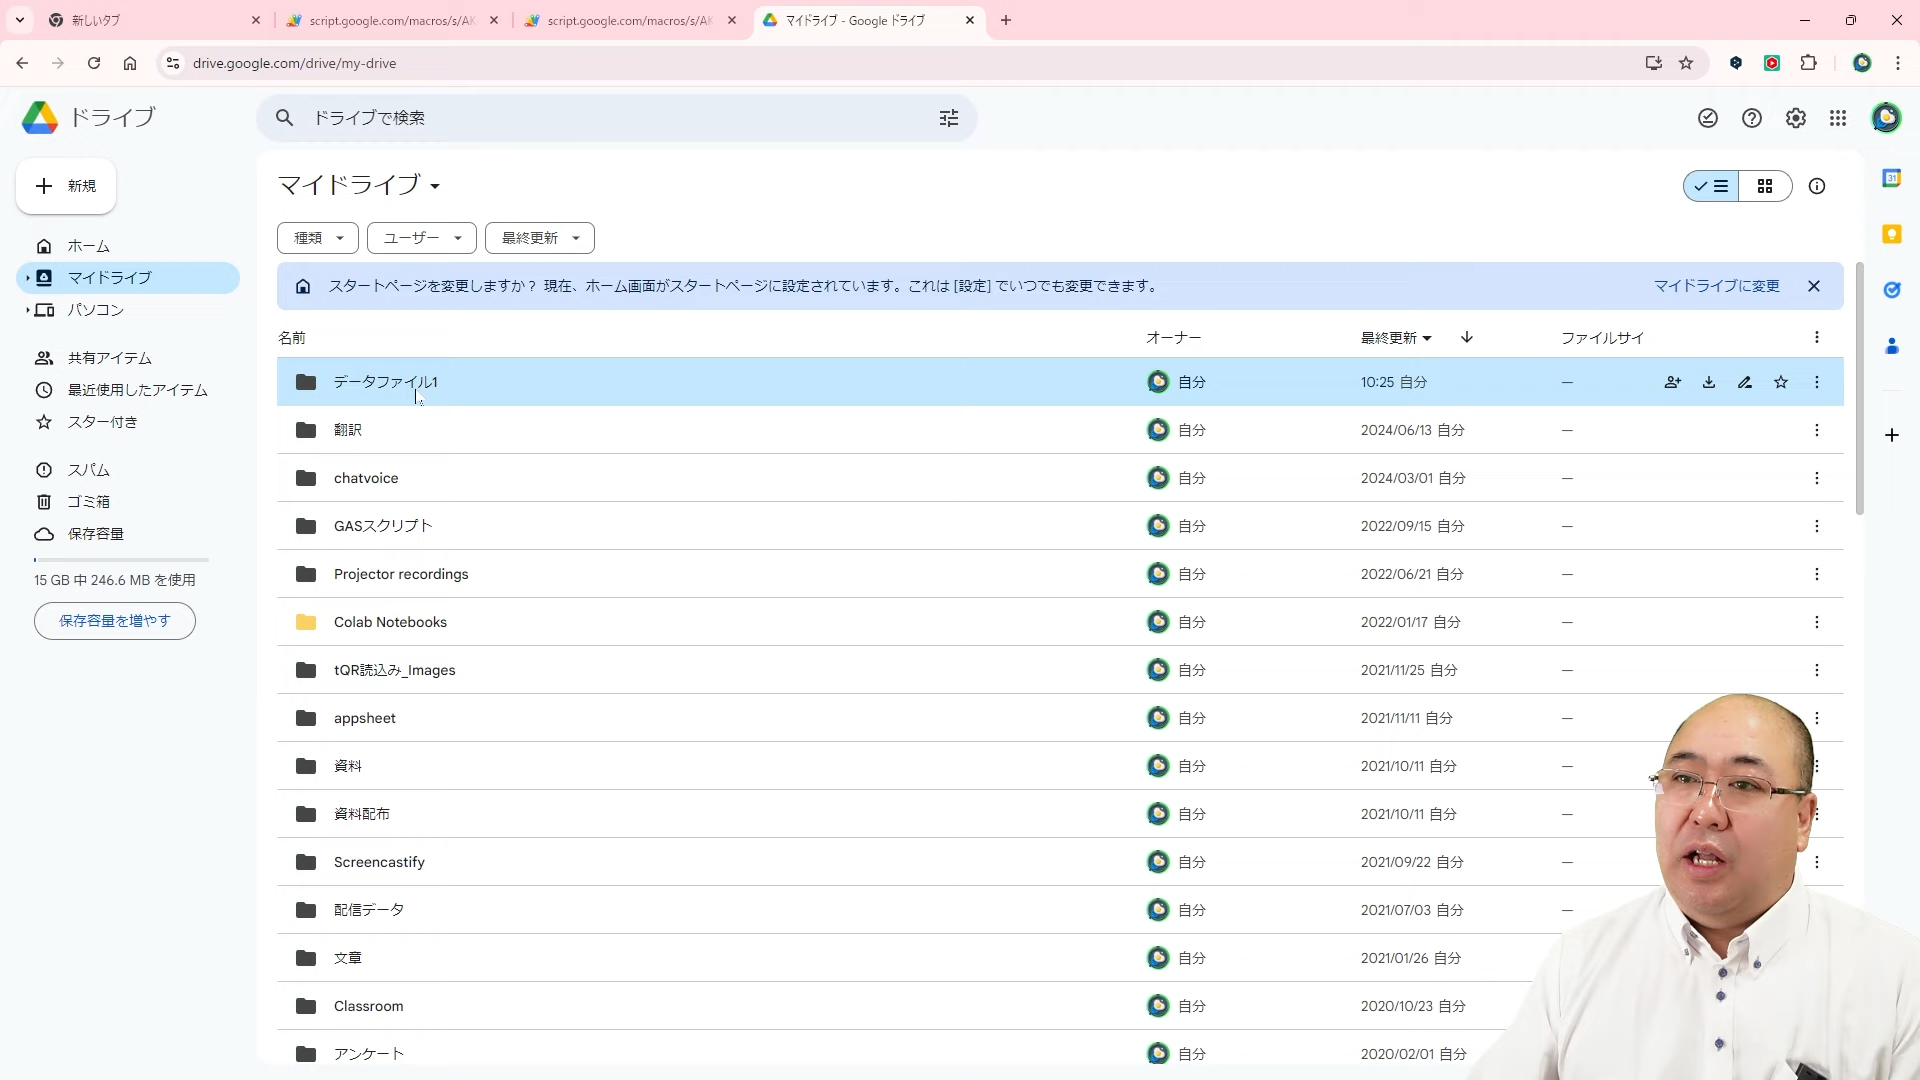 新しいタブ
script.google.com/macros/s/AK
script.google.com/macros/s/AK
マイドライブ - Google ドライブ
drive.google.com/drive/my-drive
ドライブ
ドライブで検索
新規
マイドライブ
種類
ユーザー
最終更新
ホーム
マイドライブ
パソコン
共有アイテム
最近使用したアイテム
スター付き
スパム
ゴミ箱
保存容量
15 GB 中 246.6 MB を使用
保存容量を増やす
31
スタートページを変更しますか？ 現在、ホーム画面がスタートページに設定されています。これは [設定] でいつでも変更できます。
マイドライブに変更
名前 オーナー 最終更新 ファイルサイ
データファイル1 自分 10:25 自分 —
翻訳 自分 2024/06/13 自分 —
chatvoice 自分 2024/03/01 自分 —
GASスクリプト 自分 2022/09/15 自分 —
Projector recordings 自分 2022/06/21 自分 —
Colab Notebooks 自分 2022/01/17 自分 —
tQR読込み_Images 自分 2021/11/25 自分 —
appsheet 自分 2021/11/11 自分 —
資料 自分 2021/10/11 自分 —
資料配布 自分 2021/10/11 自分 —
Screencastify 自分 2021/09/22 自分 —
配信データ 自分 2021/07/03 自分 —
文章 自分 2021/01/26 自分
Classroom 自分 2020/10/23 自分
アンケート 自分 2020/02/01 自分